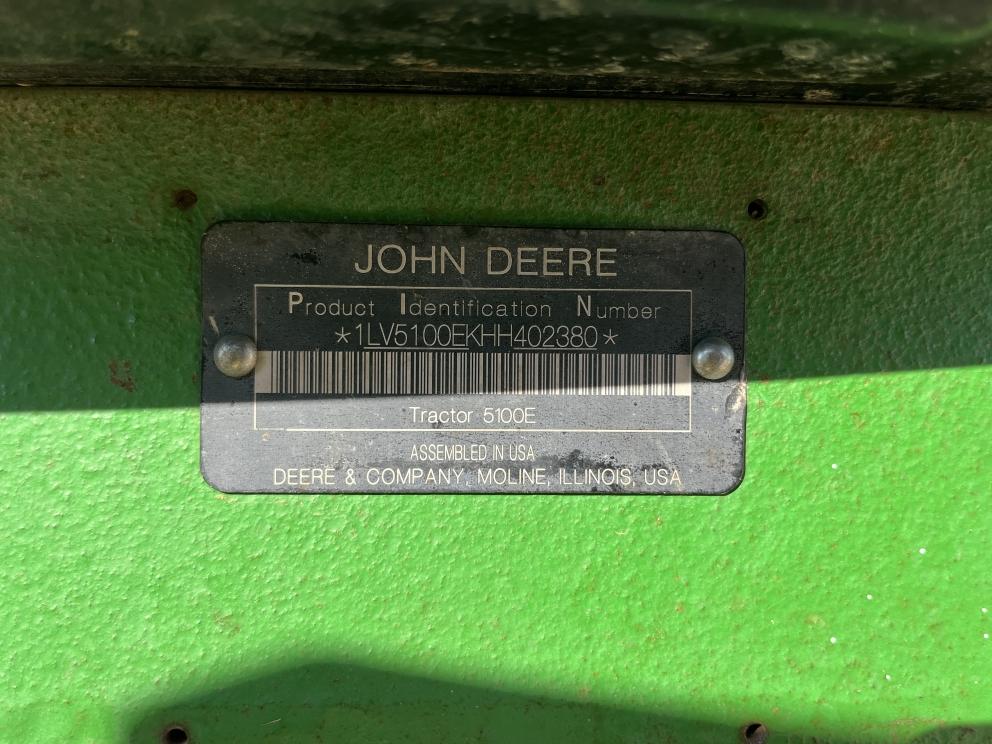 JOHN DEERE
Product Identification Number
*1LV5100EKHH402380*
Tractor 5100E
ASSEMBLED IN USA
DEERE & COMPANY, MOLINE, ILLINOIS, USA